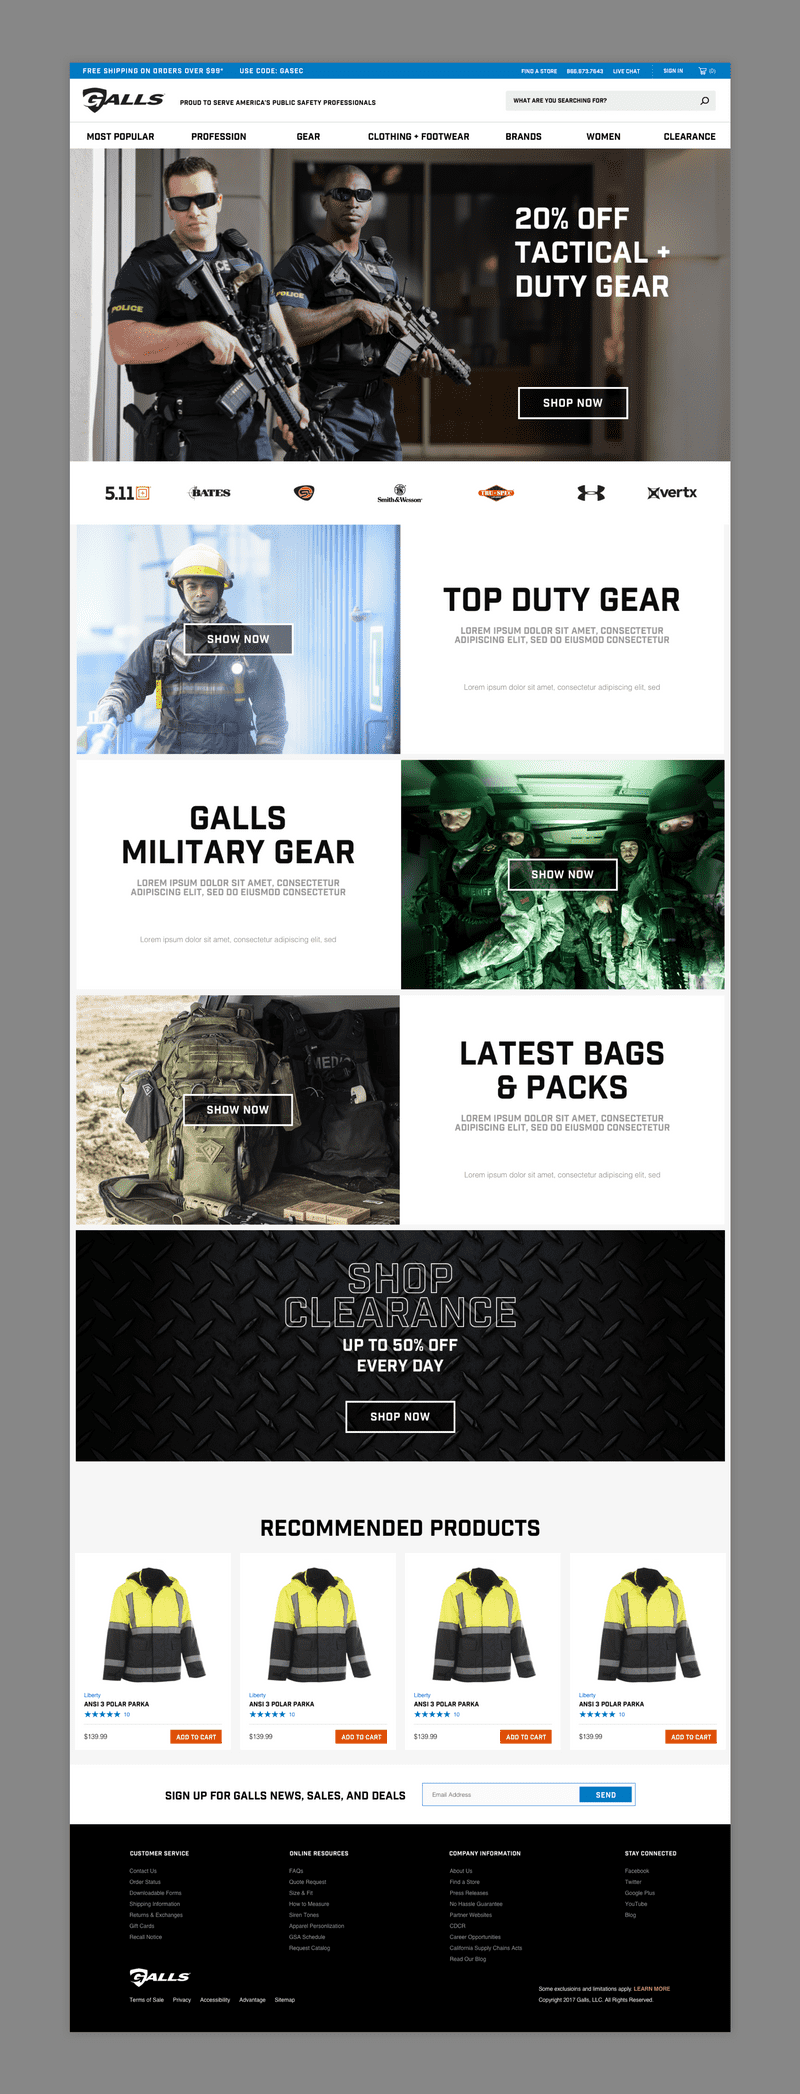 FREE SHIPPING ON ORDERS OVER $99* USE CODE: GASEC
FIND A STORE 866.673.7643 LIVE CHAT SIGN IN (0)
GALLS PROUD TO SERVE AMERICA'S PUBLIC SAFETY PROFESSIONALS
WHAT ARE YOU SEARCHING FOR?
MOST POPULAR PROFESSION GEAR CLOTHING + FOOTWEAR BRANDS WOMEN CLEARANCE
20% OFF
TACTICAL +
DUTY GEAR
POLICE
POLICE
SHOP NOW
5.11 BATES Smith&Wesson TRU-SPEC vertx
SHOW NOW
TOP DUTY GEAR
LOREM IPSUM DOLOR SIT AMET, CONSECTETUR
ADIPISCING ELIT, SED DO EIUSMOD CONSECTETUR
Lorem ipsum dolor sit amet, consectetur adipiscing elit, sed
GALLS
MILITARY GEAR
LOREM IPSUM DOLOR SIT AMET, CONSECTETUR
ADIPISCING ELIT, SED DO EIUSMOD CONSECTETUR
Lorem ipsum dolor sit amet, consectetur adipiscing elit, sed
SHOW NOW
SHERIFF
MEDIC
SHOW NOW
LATEST BAGS
& PACKS
LOREM IPSUM DOLOR SIT AMET, CONSECTETUR
ADIPISCING ELIT, SED DO EIUSMOD CONSECTETUR
Lorem ipsum dolor sit amet, consectetur adipiscing elit, sed
SHOP
CLEARANCE
UP TO 50% OFF
EVERY DAY
SHOP NOW
RECOMMENDED PRODUCTS
Liberty Liberty Liberty Liberty
ANSI 3 POLAR PARKA ANSI 3 POLAR PARKA ANSI 3 POLAR PARKA ANSI 3 POLAR PARKA
★★★★★ 10 ★★★★★ 10 ★★★★★ 10 ★★★★★ 10
$139.99 ADD TO CART $139.99 ADD TO CART $139.99 ADD TO CART $139.99 ADD TO CART
SIGN UP FOR GALLS NEWS, SALES, AND DEALS Email Address SEND
CUSTOMER SERVICE
Contact Us
Order Status
Downloadable Forms
Shipping Information
Returns & Exchanges
Gift Cards
Recall Notice
ONLINE RESOURCES
FAQs
Quote Request
Size & Fit
How to Measure
Siren Tones
Apparel Personlization
GSA Schedule
Request Catalog
COMPANY INFORMATION
About Us
Find a Store
Press Releases
No Hassle Guarantee
Partner Websites
CDCR
Career Opportunities
California Supply Chains Acts
Read Our Blog
STAY CONNECTED
Facebook
Twitter
Google Plus
YouTube
Blog
GALLS
Terms of Sale Privacy Accessibility Advantage Sitemap
Some exclusioins and limitations apply. LEARN MORE
Copyright 2017 Galls, LLC. All Rights Reserved.